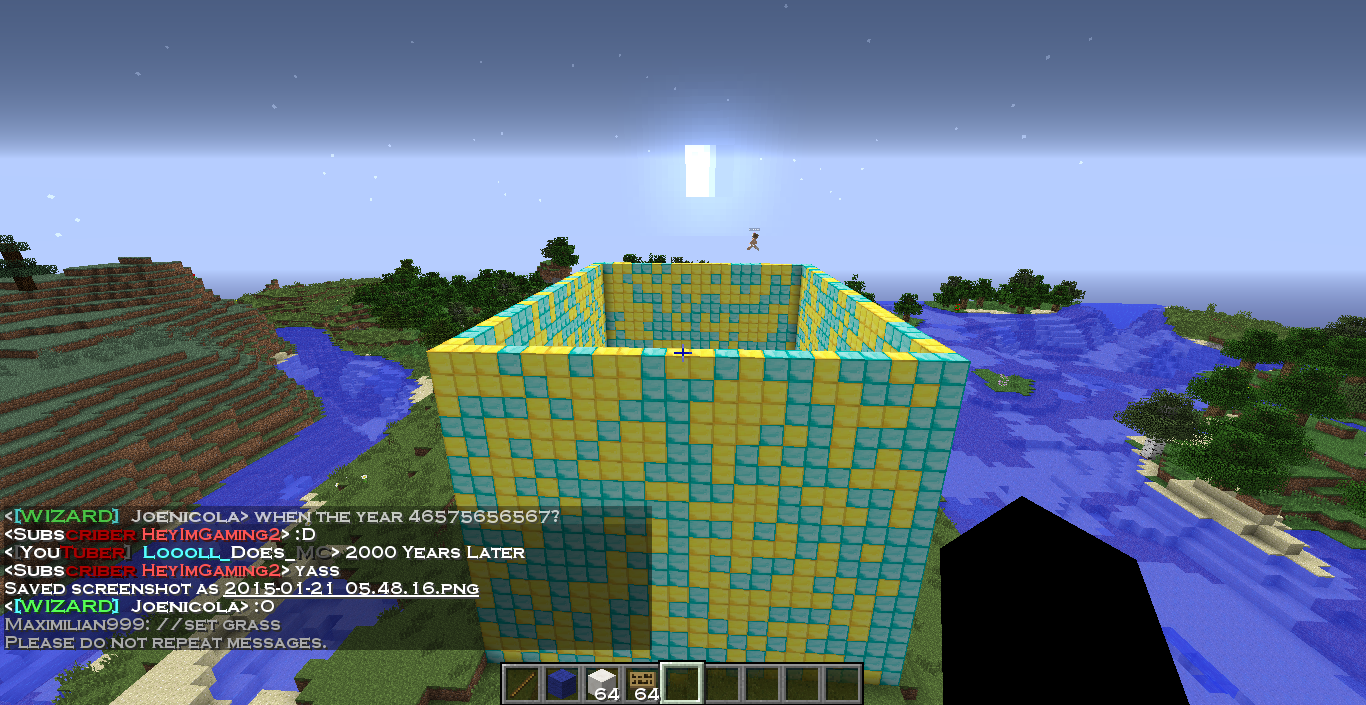 <[WIZARD] Joenicola> when the year 46575656567?
<Subscriber HeyImGaming2> :D
<[YouTuber] Loooll_Does_MC> 2000 Years Later
<Subscriber HeyImGaming2> yass
Saved screenshot as 2015-01-21_05.48.16.png
<[WIZARD] Joenicola> :O
Maximilian999: //set grass
Please do not repeat messages.
64 64